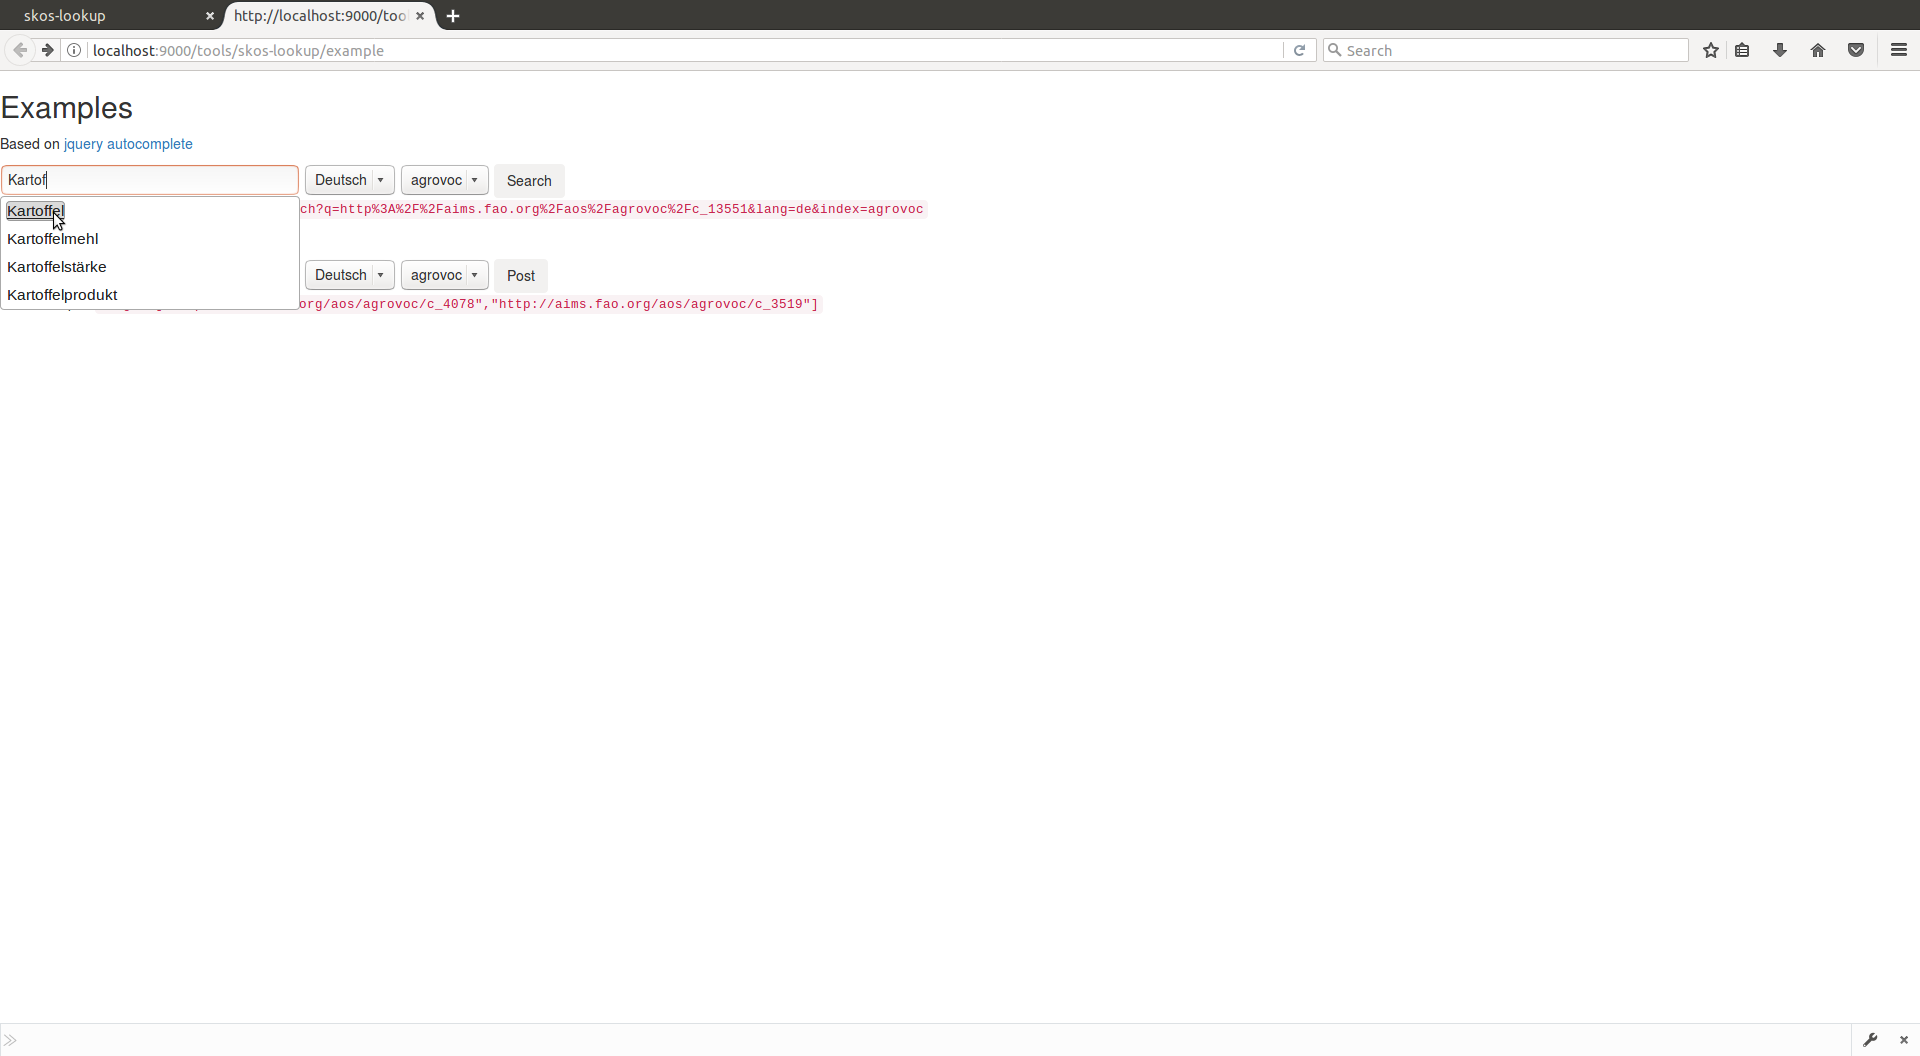 skos-lookup
http://localhost:9000/too
localhost:9000/tools/skos-lookup/example
Search
Examples
Based on jquery autocomplete
Kartof Deutsch agrovoc Search
Kartoffel ch?q=http%3A%2F%2Faims.fao.org%2Faos%2Fagrovoc%2Fc_13551&lang=de&index=agrovoc
Kartoffelmehl
Kartoffelstärke Deutsch agrovoc Post
Kartoffelprodukt org/aos/agrovoc/c_4078","http://aims.fao.org/aos/agrovoc/c_3519"]